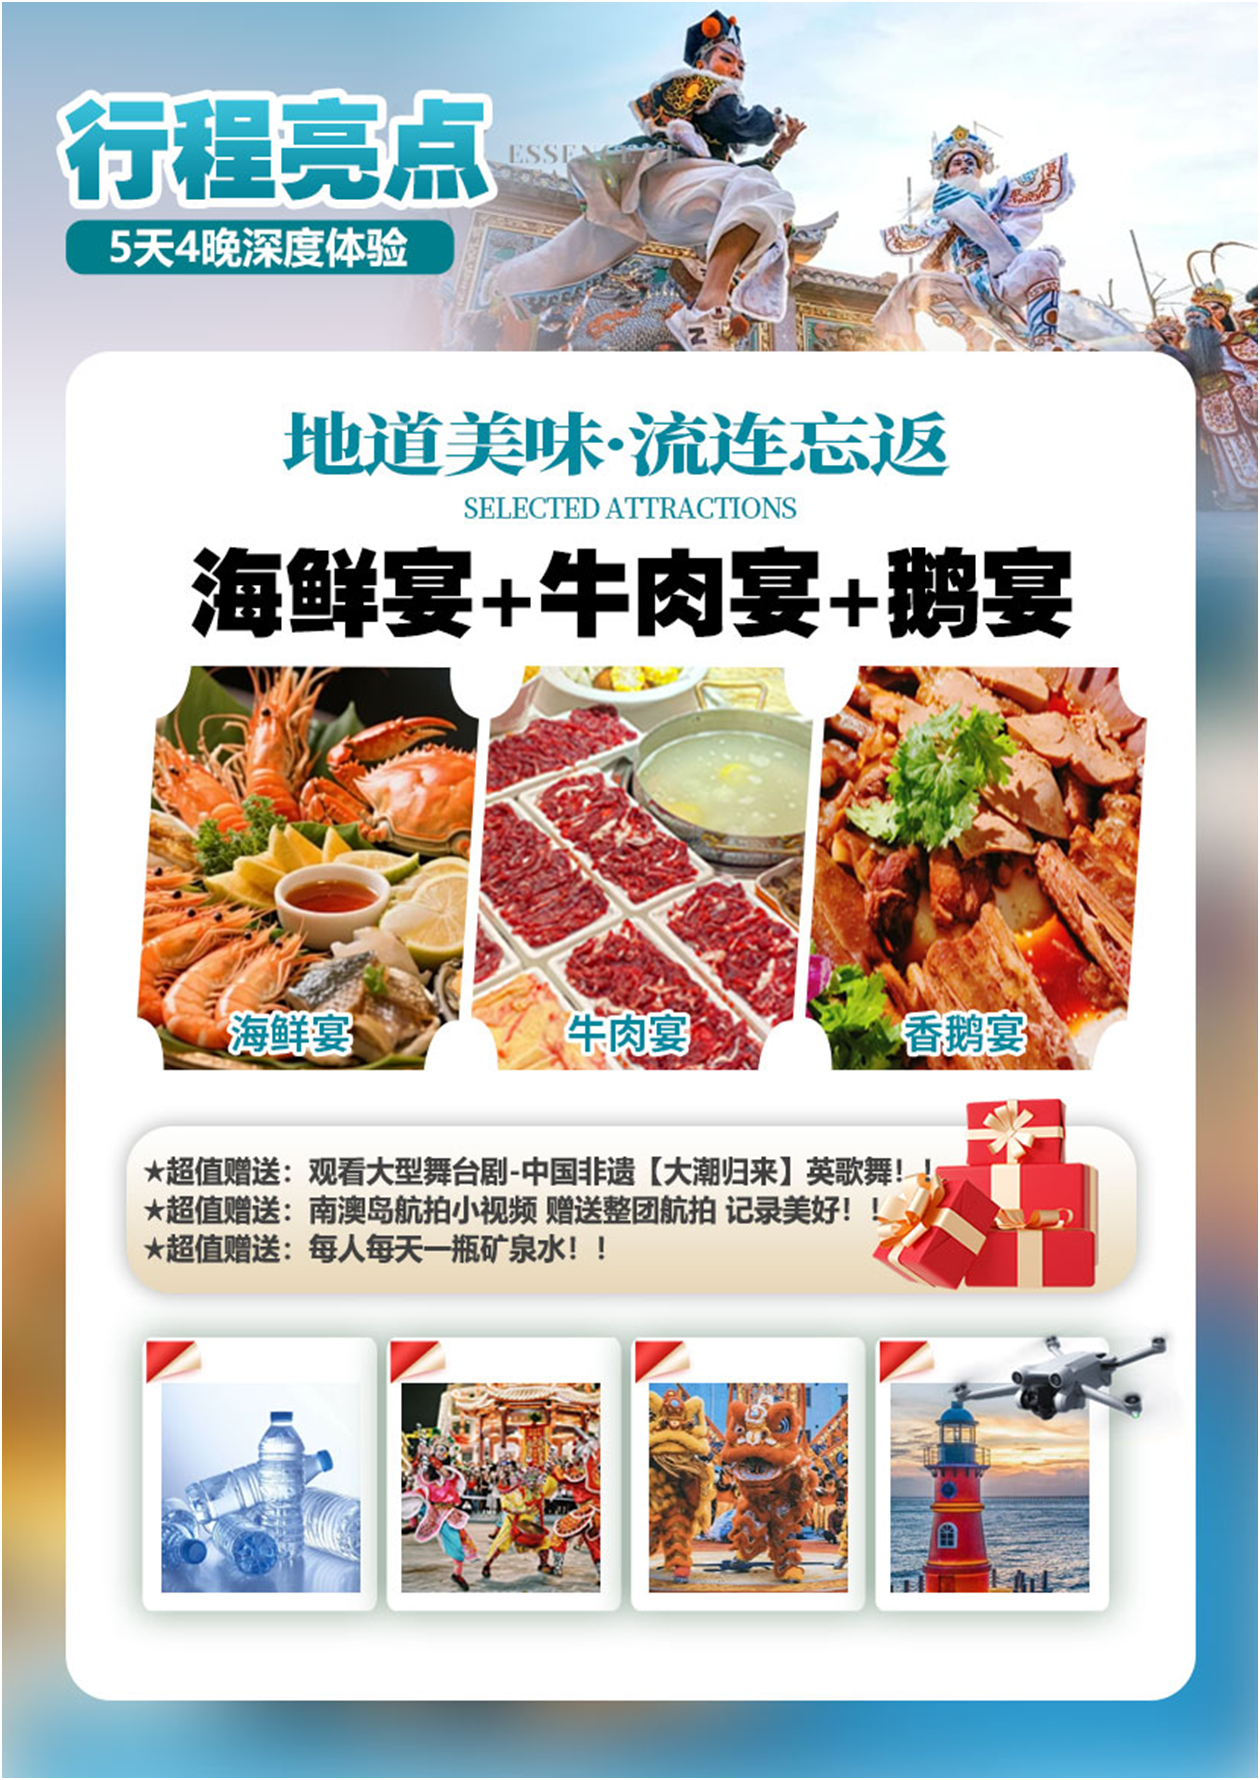 行程亮点
ESSENCE OF
5天4晚深度体验
地道美味·流连忘返
SELECTED ATTRACTIONS
海鲜宴+牛肉宴+鹅宴
海鲜宴 牛肉宴 香鹅宴
★超值赠送：观看大型舞台剧-中国非遗【大潮归来】英歌舞！！
★超值赠送：南澳岛航拍小视频 赠送整团航拍 记录美好！！
★超值赠送：每人每天一瓶矿泉水！！